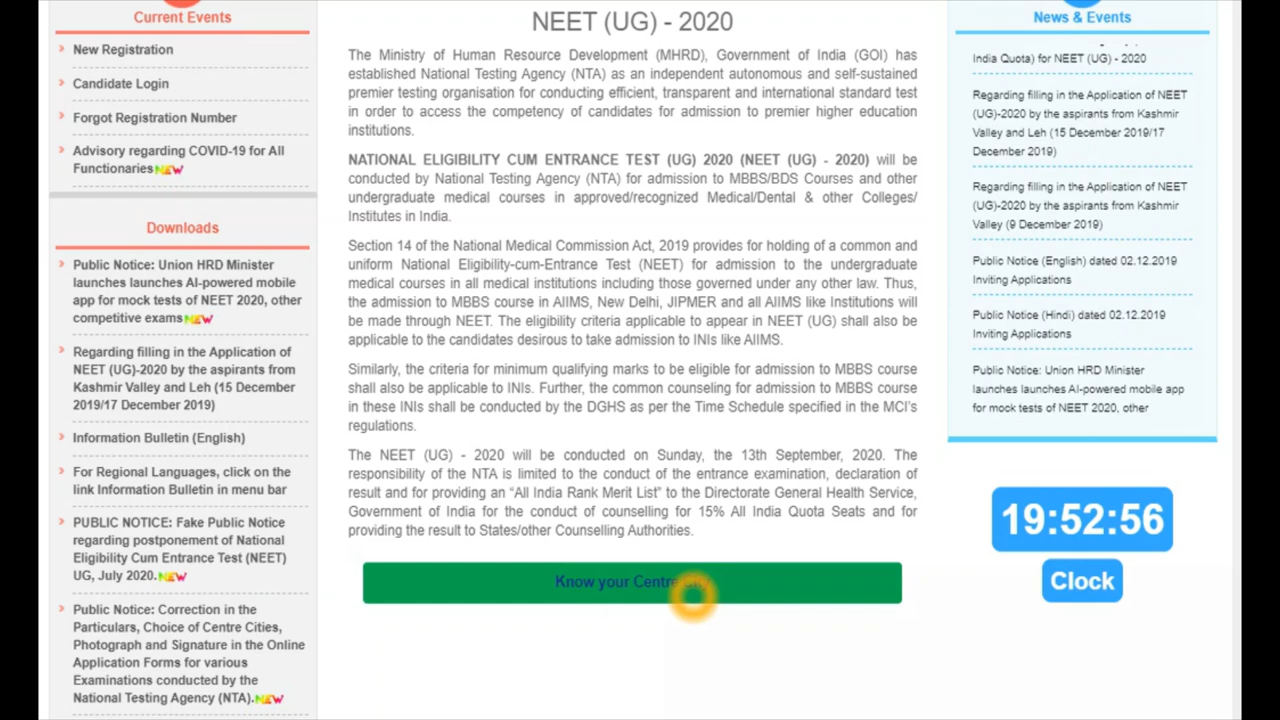 Current Events
New Registration
Candidate Login
Forgot Registration Number
Advisory regarding COVID-19 for All
Functionaries NEW
Downloads
Public Notice: Union HRD Minister
launches launches AI-powered mobile
app for mock tests of NEET 2020, other
competitive exams NEW
Regarding filling in the Application of
NEET (UG)-2020 by the aspirants from
Kashmir Valley and Leh (15 December
2019/17 December 2019)
Information Bulletin (English)
For Regional Languages, click on the
link Information Bulletin in menu bar
PUBLIC NOTICE: Fake Public Notice
regarding postponement of National
Eligibility Cum Entrance Test (NEET)
UG, July 2020. NEW
Public Notice: Correction in the
Particulars, Choice of Centre Cities,
Photograph and Signature in the Online
Application Forms for various
Examinations conducted by the
National Testing Agency (NTA). NEW
NEET (UG) - 2020
The Ministry of Human Resource Development (MHRD), Government of India (GOI) has
established National Testing Agency (NTA) as an independent autonomous and self-sustained
premier testing organisation for conducting efficient, transparent and international standard test
in order to access the competency of candidates for admission to premier higher education
institutions.
NATIONAL ELIGIBILITY CUM ENTRANCE TEST (UG) 2020 (NEET (UG) - 2020) will be
conducted by National Testing Agency (NTA) for admission to MBBS/BDS Courses and other
undergraduate medical courses in approved/recognized Medical/Dental & other Colleges/
Institutes in India.
Section 14 of the National Medical Commission Act, 2019 provides for holding of a common and
uniform National Eligibility-cum-Entrance Test (NEET) for admission to the undergraduate
medical courses in all medical institutions including those governed under any other law. Thus,
the admission to MBBS course in AIIMS, New Delhi, JIPMER and all AIIMS like Institutions will
be made through NEET. The eligibility criteria applicable to appear in NEET (UG) shall also be
applicable to the candidates desirous to take admission to INIs like AIIMS.
Similarly, the criteria for minimum qualifying marks to be eligible for admission to MBBS course
shall also be applicable to INIs. Further, the common counseling for admission to MBBS course
in these INIs shall be conducted by the DGHS as per the Time Schedule specified in the MCI's
regulations.
The NEET (UG) - 2020 will be conducted on Sunday, the 13th September, 2020. The
responsibility of the NTA is limited to the conduct of the entrance examination, declaration of
result and for providing an “All India Rank Merit List” to the Directorate General Health Service,
Government of India for the conduct of counselling for 15% All India Quota Seats and for
providing the result to States/other Counselling Authorities.
Know your Centre City
News & Events
India Quota) for NEET (UG) - 2020
Regarding filling in the Application of NEET
(UG)-2020 by the aspirants from Kashmir
Valley and Leh (15 December 2019/17
December 2019)
Regarding filling in the Application of NEET
(UG)-2020 by the aspirants from Kashmir
Valley (9 December 2019)
Public Notice (English) dated 02.12.2019
Inviting Applications
Public Notice (Hindi) dated 02.12.2019
Inviting Applications
Public Notice: Union HRD Minister
launches launches AI-powered mobile app
for mock tests of NEET 2020, other
19:52:56
Clock